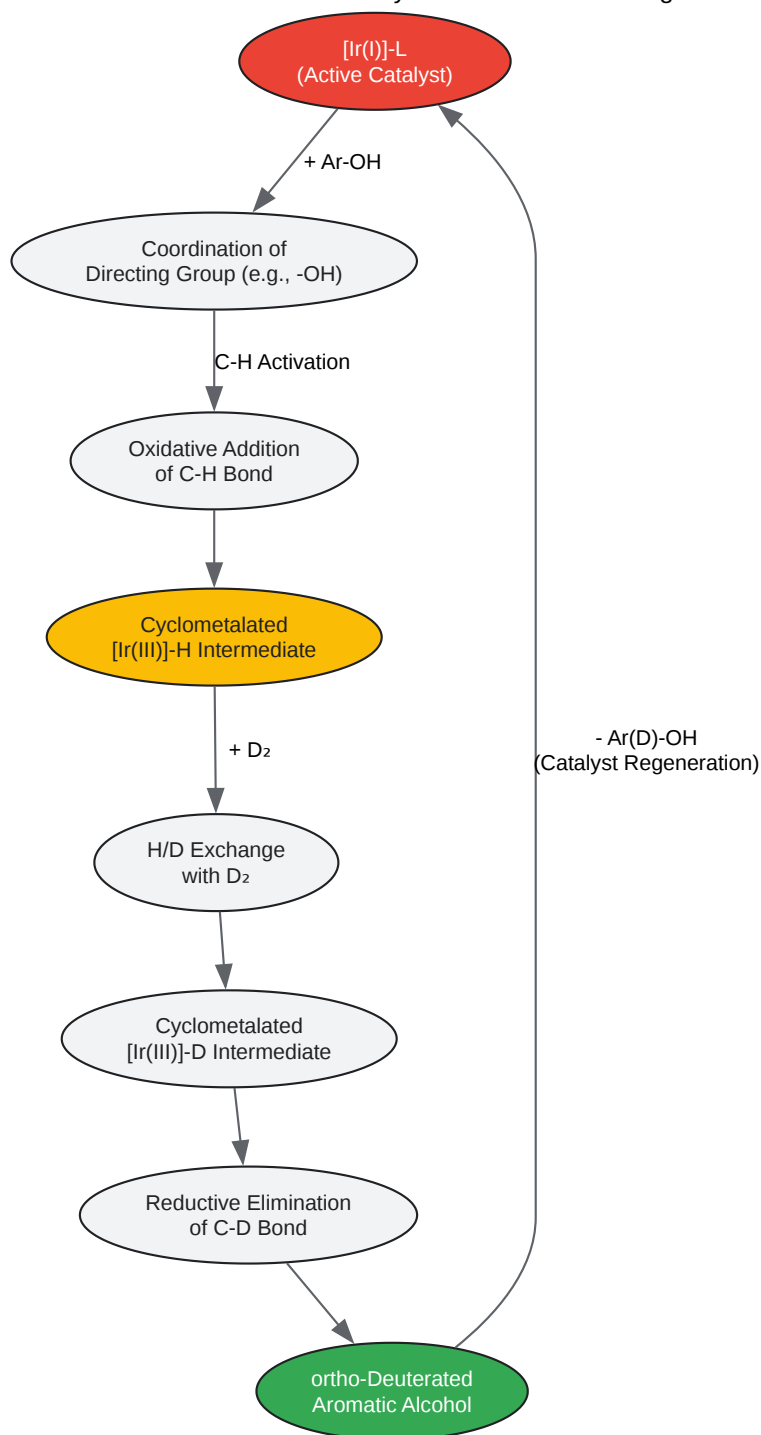 [Ir(I)]-L
(Active Catalyst)
+ Ar-OH
Coordination of
Directing Group (e.g., -OH)
C-H Activation
Oxidative Addition
of C-H Bond
Cyclometalated
[Ir(III)]-H Intermediate
+ D₂
- Ar(D)-OH
(Catalyst Regeneration)
H/D Exchange
with D₂
Cyclometalated
[Ir(III)]-D Intermediate
Reductive Elimination
of C-D Bond
ortho-Deuterated
Aromatic Alcohol